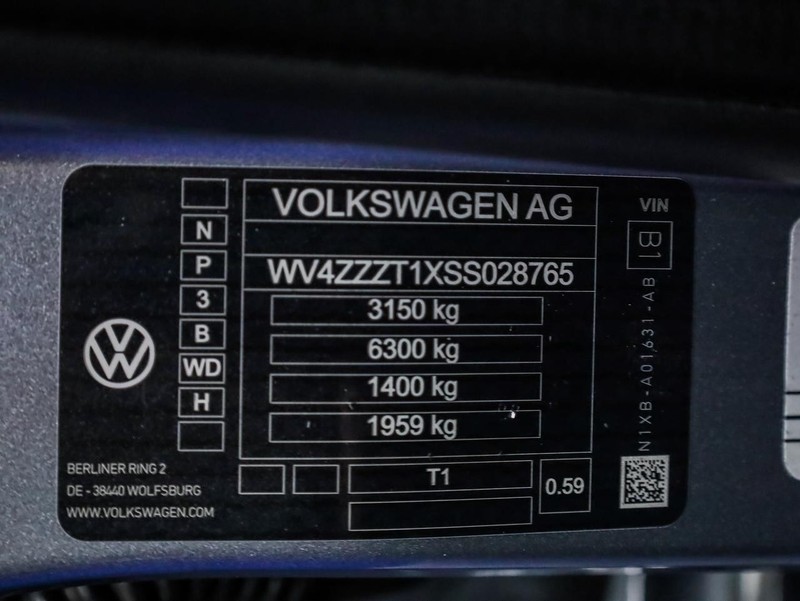 VOLKSWAGEN AG
VIN
N
B1
P
WV4ZZZT1XSS028765
3
3150 kg
B
6300 kg
WD
1400 kg
H
1959 kg
N1XB-A01631-AB
BERLINER RING 2
DE - 38440 WOLFSBURG
WWW.VOLKSWAGEN.COM
T1
0.59